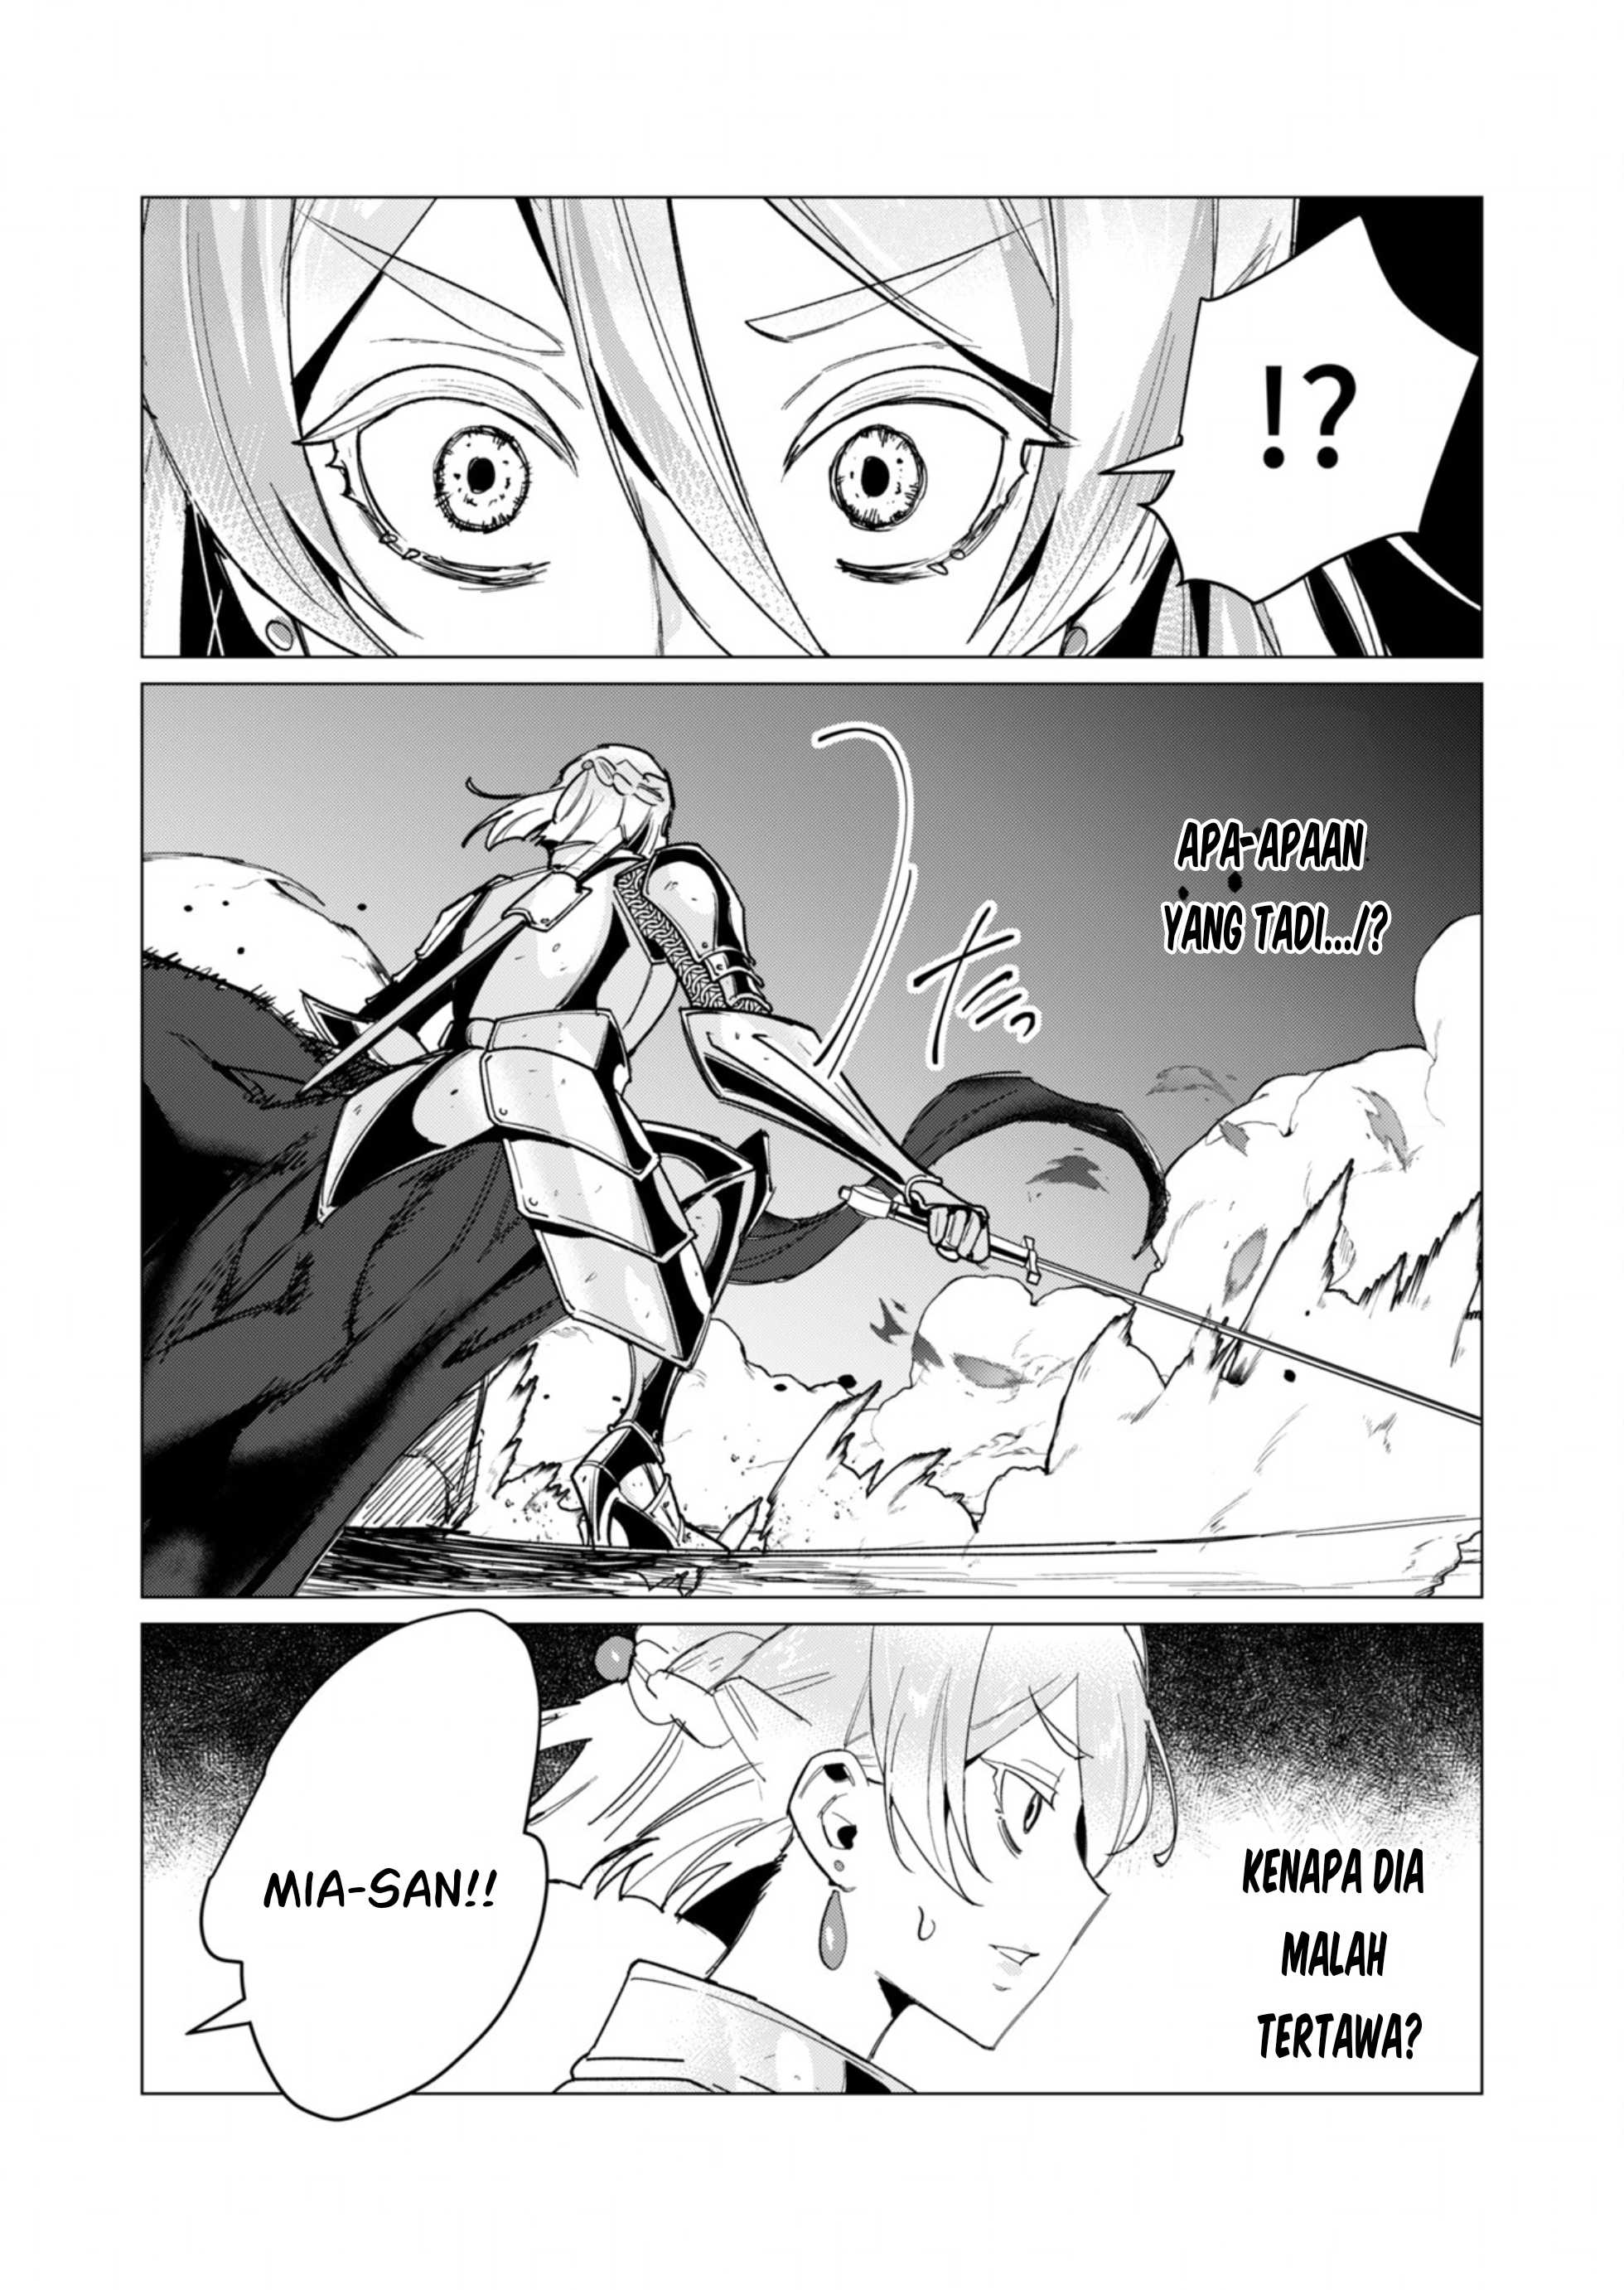 !?
APA-APAAN
YANG TADI.../?
KENAPA DIA
MALAH
TERTAWA?
MIA-SAN!!